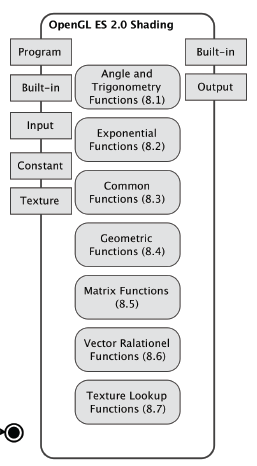 OpenGL ES 2.0 Shading
Program
Built-in
Input
Constant
Texture
Angle and
Trigonometry
Functions (8.1)
Exponential
Functions (8.2)
Common
Functions (8.3)
Geometric
Functions (8.4)
Matrix Functions
(8.5)
Vector Ralationel
Functions (8.6)
Texture Lookup
Functions (8.7)
Built-in
Output